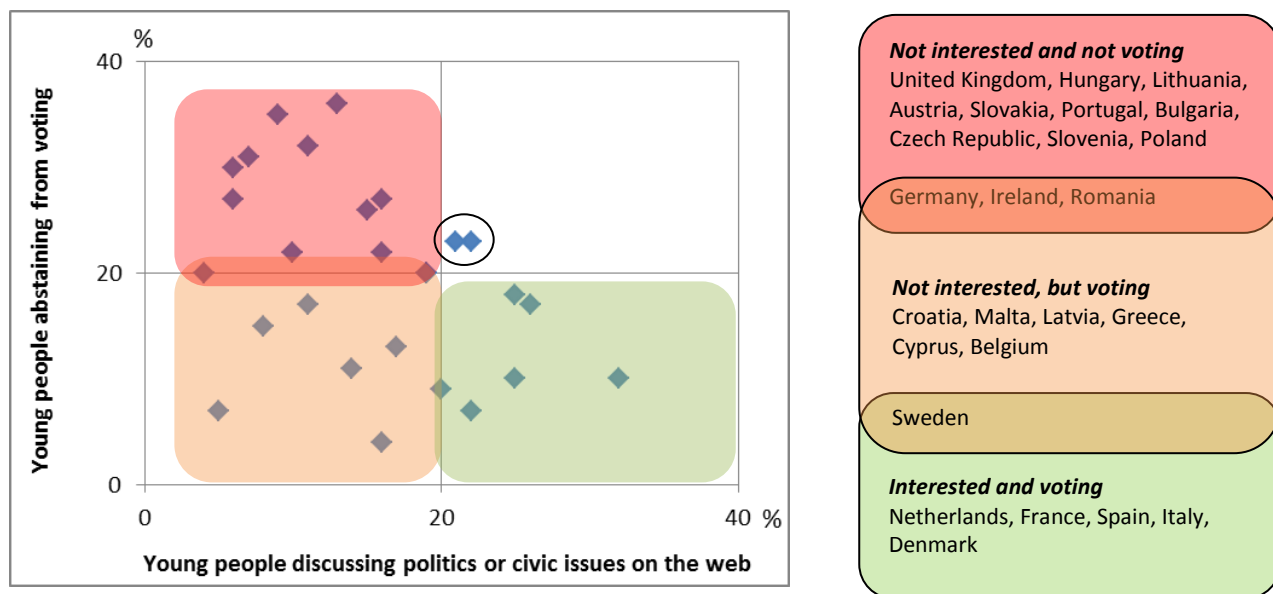 %
40
20
0
0
20
40 %
Young people abstaining from voting
Young people discussing politics or civic issues on the web
Not interested and not voting
United Kingdom, Hungary, Lithuania,
Austria, Slovakia, Portugal, Bulgaria,
Czech Republic, Slovenia, Poland
Germany, Ireland, Romania
Not interested, but voting
Croatia, Malta, Latvia, Greece,
Cyprus, Belgium
Sweden
Interested and voting
Netherlands, France, Spain, Italy,
Denmark